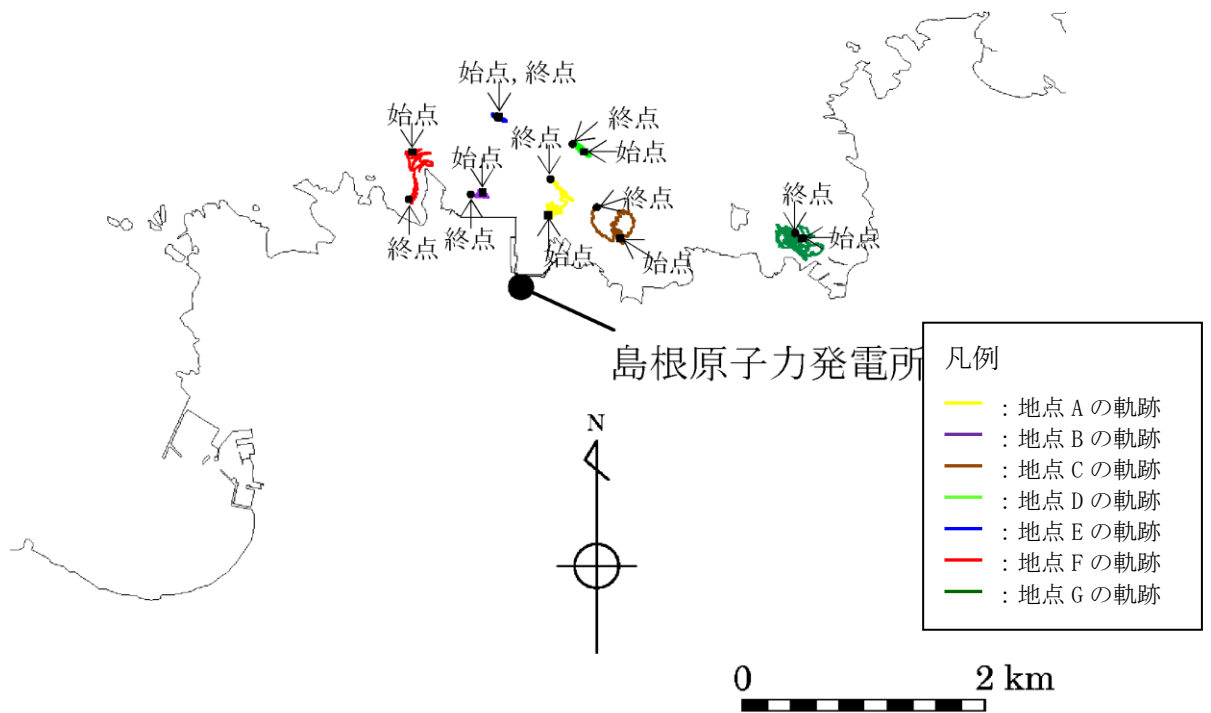 始点,終点
始点
終点
終点
始点
始点
終点
終点
始点
終点
終点
始点
始点
島根原子力発電所
凡例
:地点 A の軌跡
:地点 B の軌跡
:地点 C の軌跡
:地点 D の軌跡
:地点 E の軌跡
:地点 F の軌跡
:地点 G の軌跡
N
0 2 km